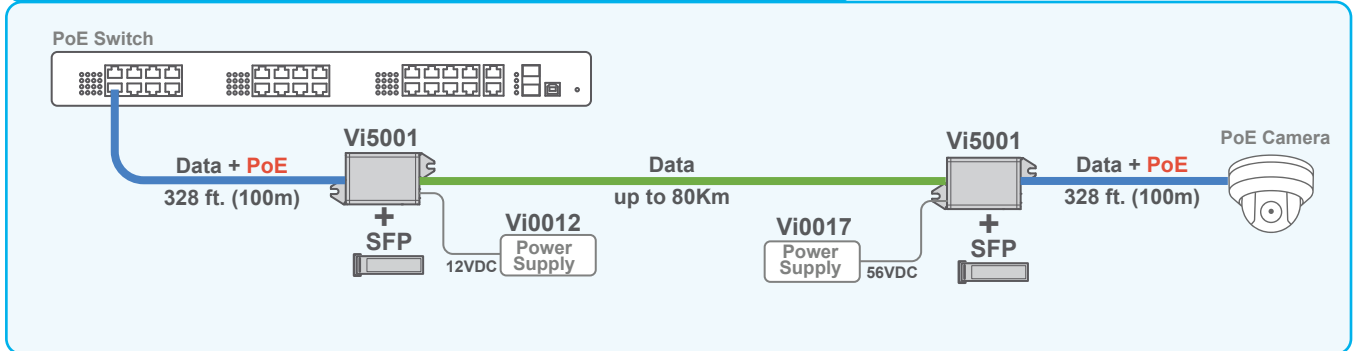 PoE Switch
Vi5001
Data + PoE
328 ft. (100m)
+
SFP
12VDC
Vi0012
Power
Supply
Data
up to 80Km
Vi0017
Power
Supply
56VDC
Vi5001
+
SFP
Data + PoE
328 ft. (100m)
PoE Camera